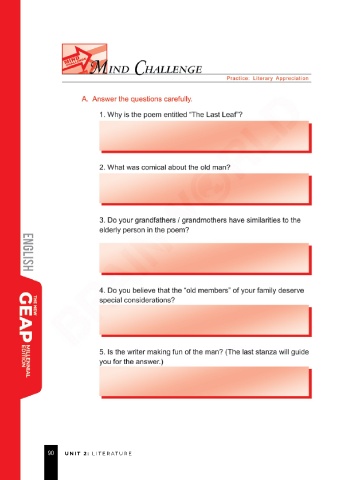 MIND CHALLENGE
Practice: Literary Appreciation
A. Answer the questions carefully.
1. Why is the poem entitled “The Last Leaf”?
2. What was comical about the old man?
3. Do your grandfathers / grandmothers have similarities to the
elderly person in the poem?
4. Do you believe that the “old members” of your family deserve
special considerations?
5. Is the writer making fun of the man? (The last stanza will guide
you for the answer.)
ENGLISH
THE NEW
GEAP
MILLENNIAL
EDITION
90 UNIT 2: LITERATURE